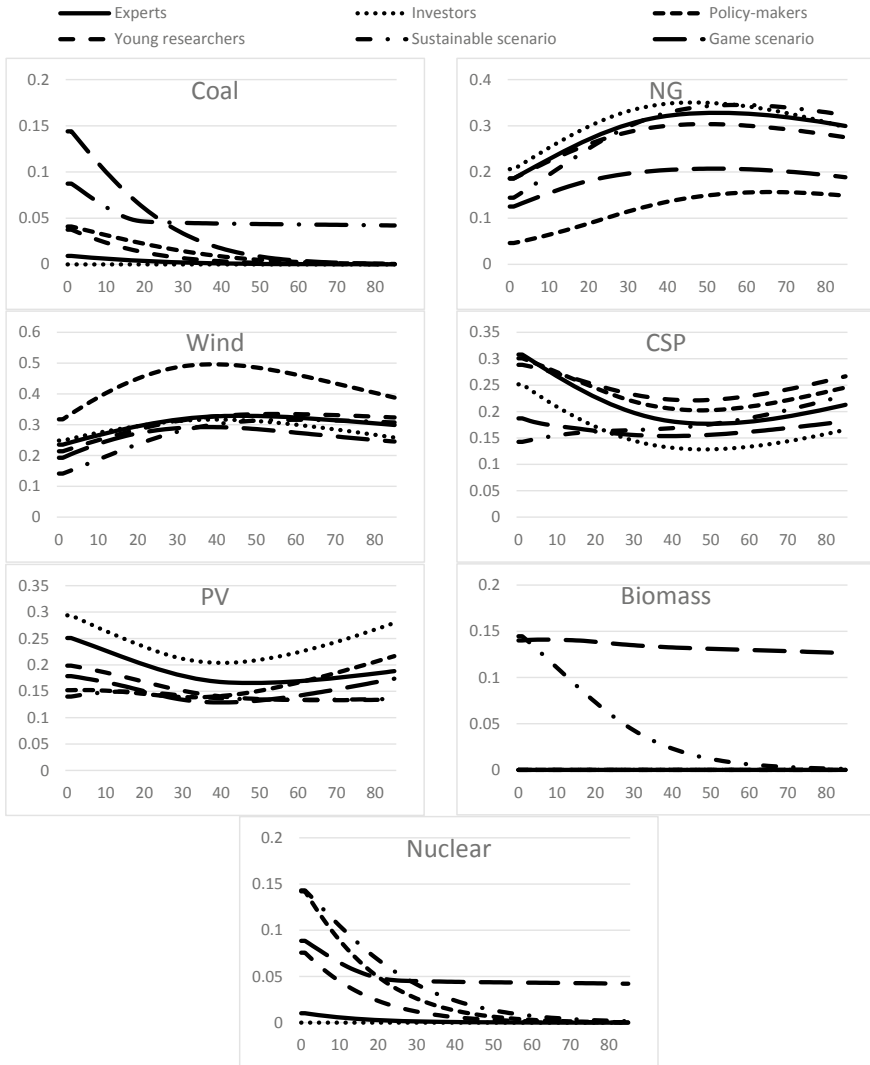 Experts Investors Policy-makers
Young researchers Sustainable scenario Game scenario
Coal
0.2
0.15
0.1
0.05
0
0 10 20 30 40 50 60 70 80
NG
0.4
0.3
0.2
0.1
0
0 10 20 30 40 50 60 70 80
Wind
0.6
0.5
0.4
0.3
0.2
0.1
0
0 10 20 30 40 50 60 70 80
CSP
0.35
0.3
0.25
0.2
0.15
0.1
0.05
0
0 10 20 30 40 50 60 70 80
PV
0.35
0.3
0.25
0.2
0.15
0.1
0.05
0
0 10 20 30 40 50 60 70 80
Biomass
0.2
0.15
0.1
0.05
0
0 10 20 30 40 50 60 70 80
Nuclear
0.2
0.15
0.1
0.05
0
0 10 20 30 40 50 60 70 80